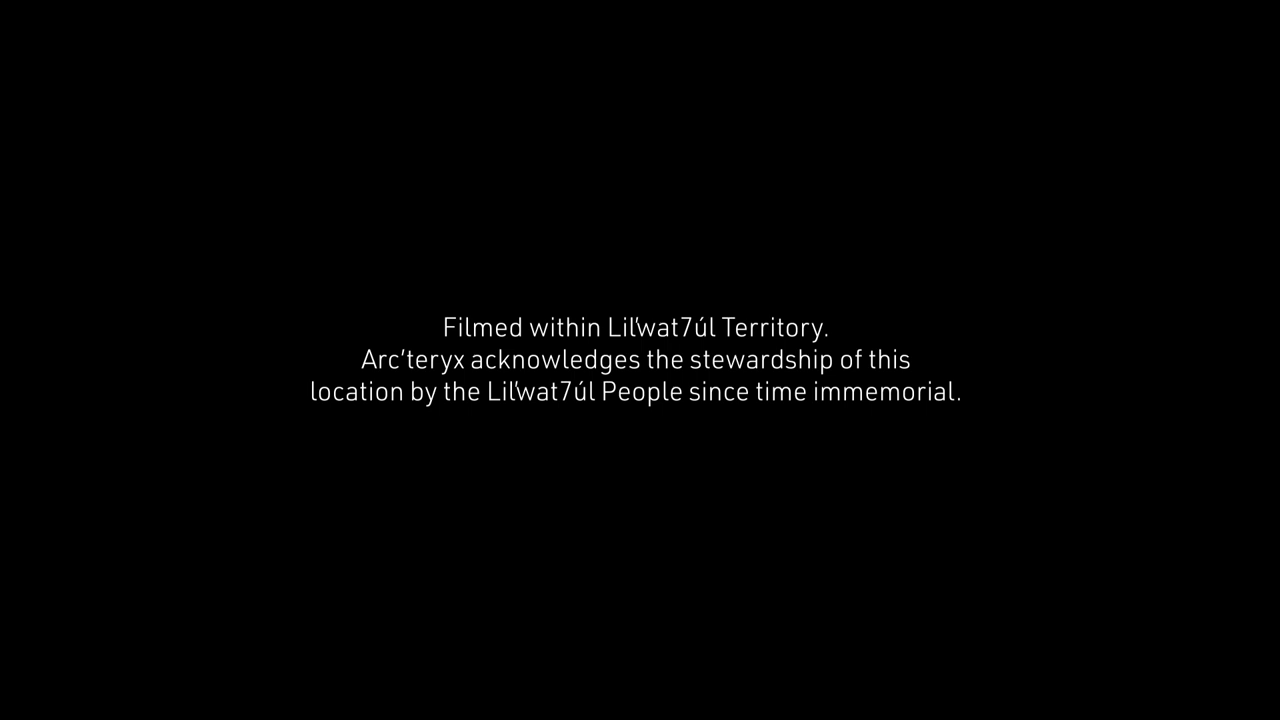 Filmed within Lil̓wat7úl Territory.
Arc'teryx acknowledges the stewardship of this
location by the Lil̓wat7úl People since time immemorial.